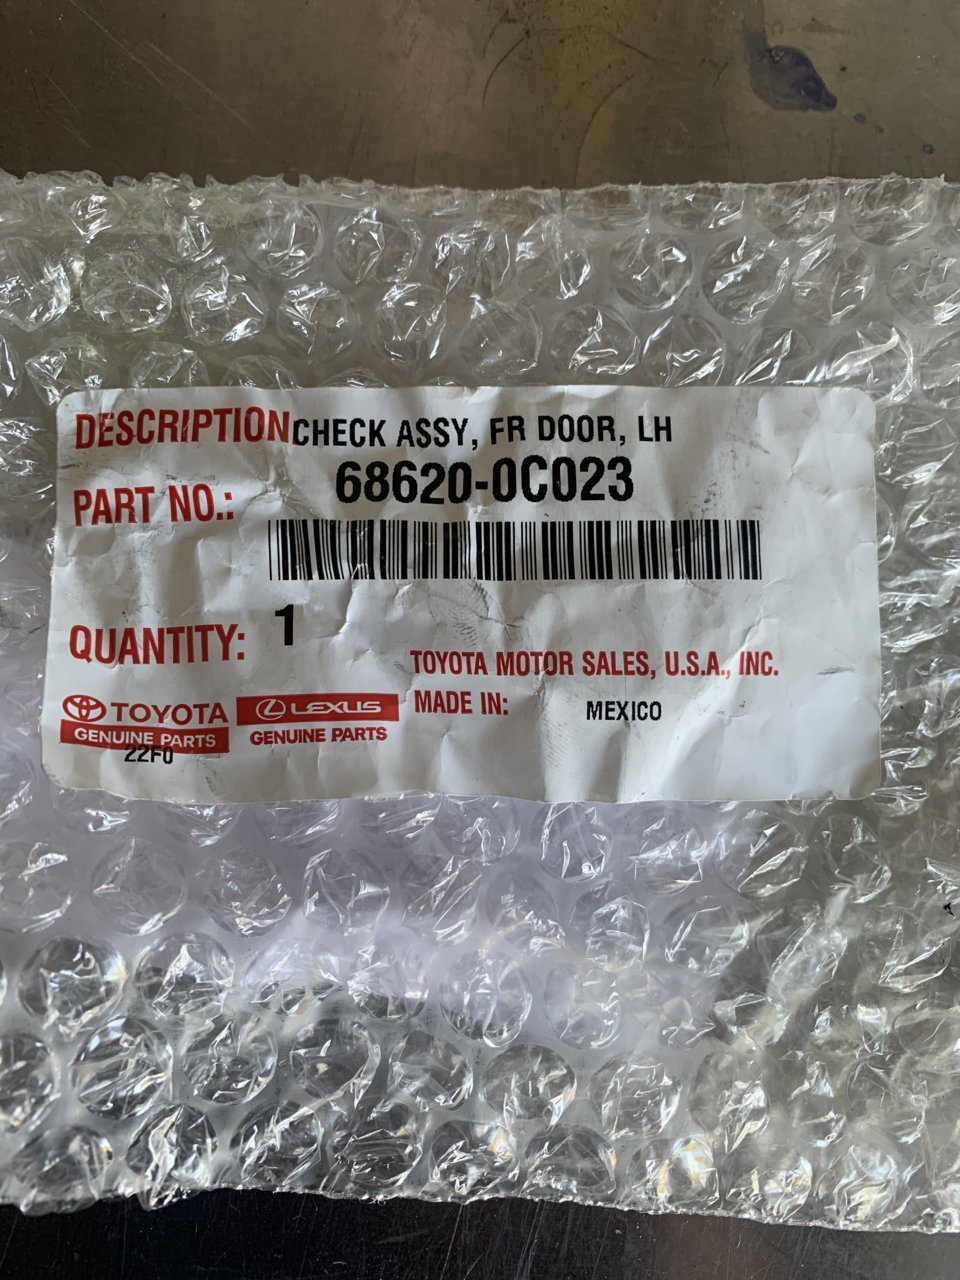 DESCRIPTION CHECK ASSY, FR DOOR, LH
PART NO.: 68620-0C023
QUANTITY: 1
TOYOTA MOTOR SALES, U.S.A., INC.
MADE IN: MEXICO
TOYOTA
GENUINE PARTS
LEXUS
GENUINE PARTS
22F0